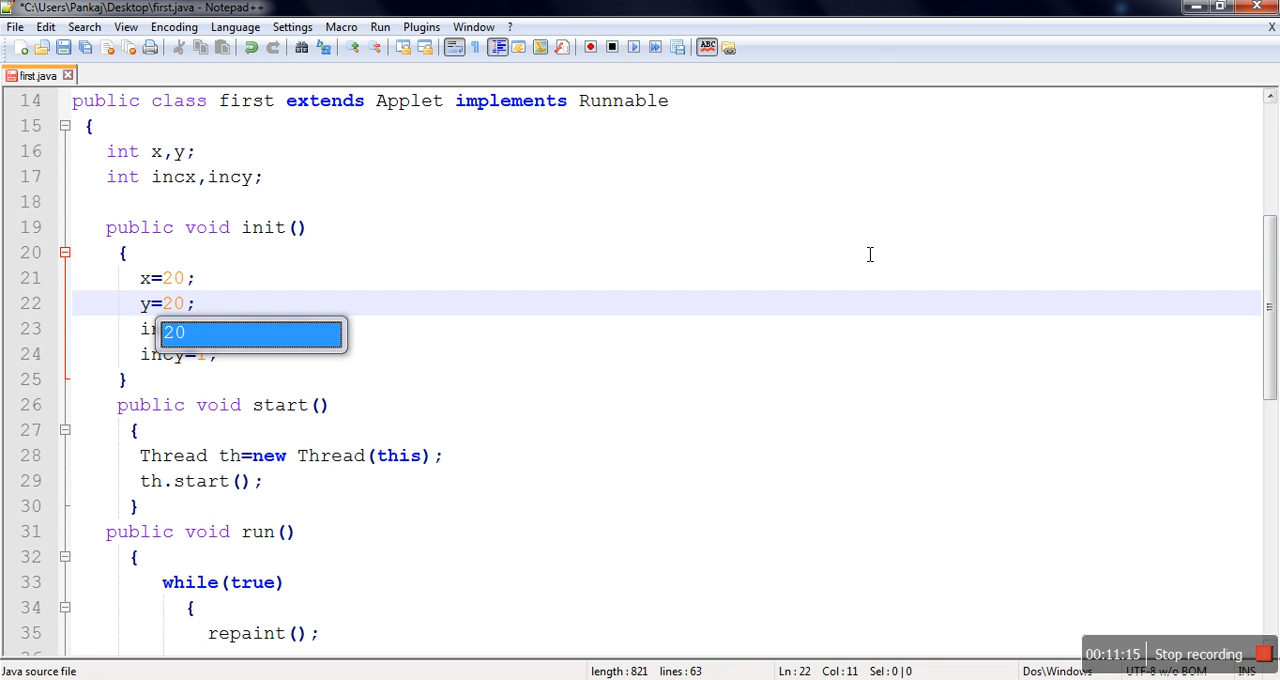 *C:\Users\Pankaj\Desktop\first.java - Notepad++
File Edit Search View Encoding Language Settings Macro Run Plugins Window ? X
ABC
first.java
14 public class first extends Applet implements Runnable
15 {
16 int x,y;
17 int incx,incy;
18
19 public void init()
20 {
21 x=20;
22 y=20;
23 in
20
24 incy=1;
25 }
26 public void start()
27 {
28 Thread th=new Thread(this);
29 th.start();
30 }
31 public void run()
32 {
33 while(true)
34 {
35 repaint();
00:11:15 Stop recording
Java source file length : 821 lines : 63 Ln : 22 Col : 11 Sel : 0 | 0 Dos\Windows UTF-8 w/o BOM INS